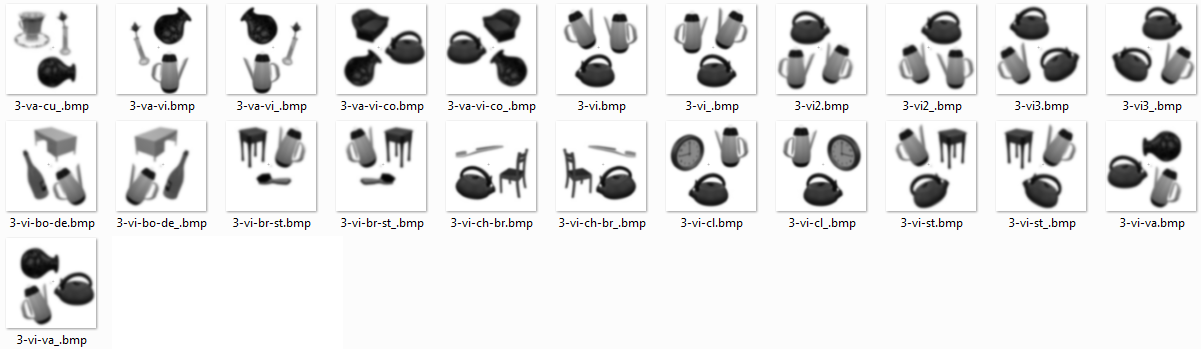 3-va-cu_.bmp
3-va-vi.bmp
3-va-vi_.bmp
3-va-vi-co.bmp
3-va-vi-co_.bmp
3-vi.bmp
3-vi_.bmp
3-vi2.bmp
3-vi2_.bmp
3-vi3.bmp
3-vi3_.bmp
3-vi-bo-de.bmp
3-vi-bo-de_.bmp
3-vi-br-st.bmp
3-vi-br-st_.bmp
3-vi-ch-br.bmp
3-vi-ch-br_.bmp
3-vi-cl.bmp
3-vi-cl_.bmp
3-vi-st.bmp
3-vi-st_.bmp
3-vi-va.bmp
3-vi-va_.bmp